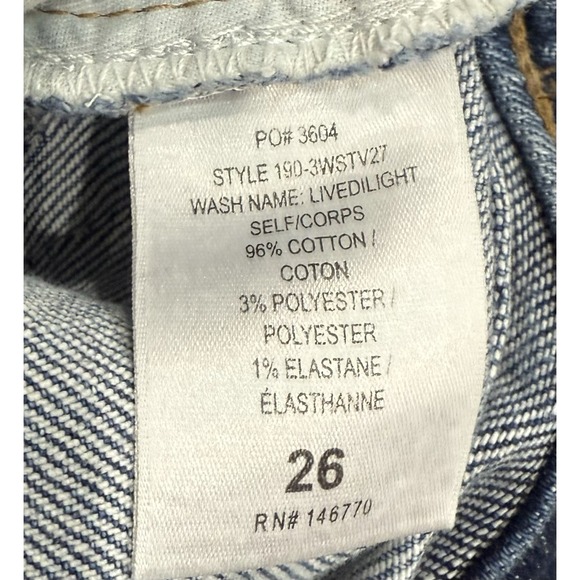 PO# 3604
STYLE 190-3WSTV27
WASH NAME: LIVEDILIGHT
SELF/CORPS
96% COTTON /
COTON
3% POLYESTER /
POLYESTER
1% ELASTANE /
ÉLASTHANNE
26
RN# 146770